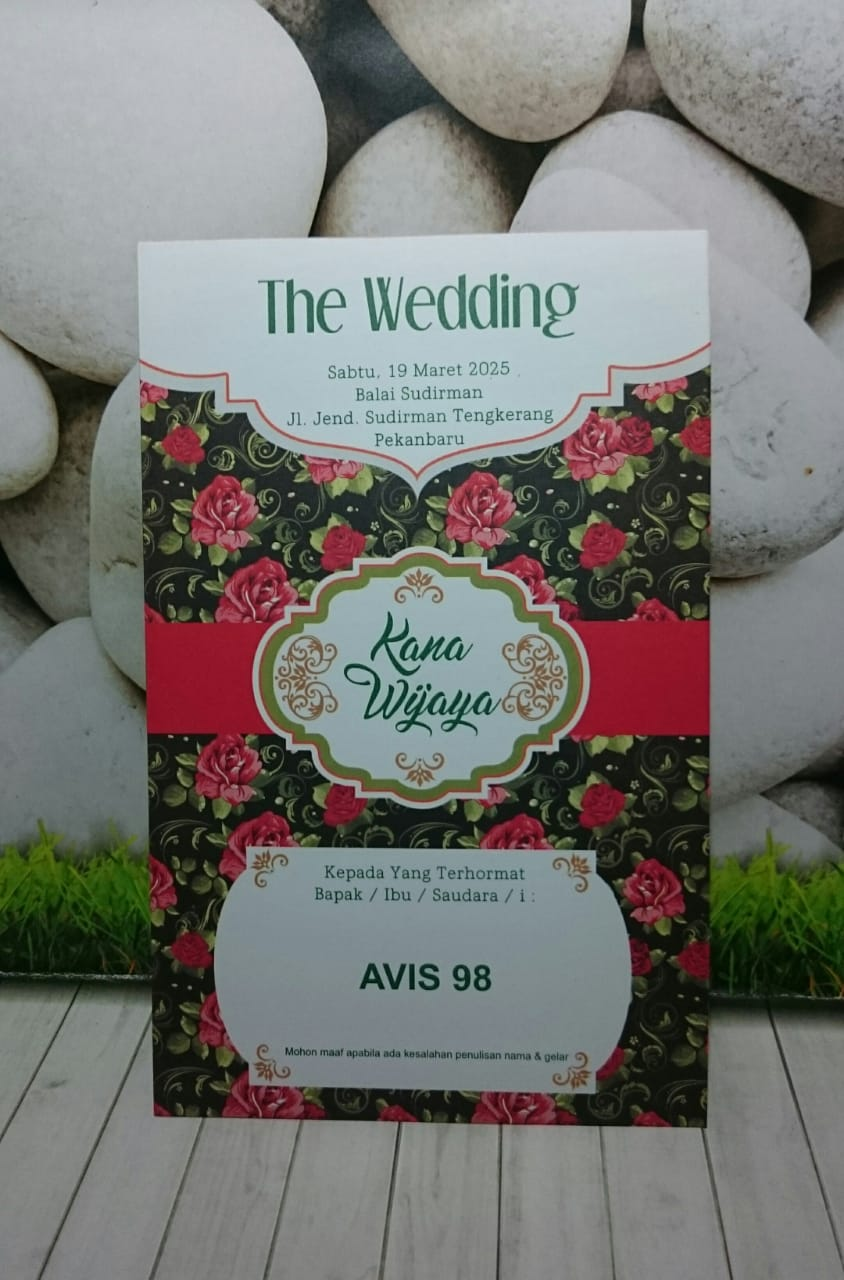 The Wedding
Sabtu, 19 Maret 2025
Balai Sudirman
Jl. Jend. Sudirman Tengkerang
Pekanbaru
Kana
Wijaya
Kepada Yang Terhormat
Bapak / Ibu / Saudara / i :
AVIS 98
Mohon maaf apabila ada kesalahan penulisan nama & gelar